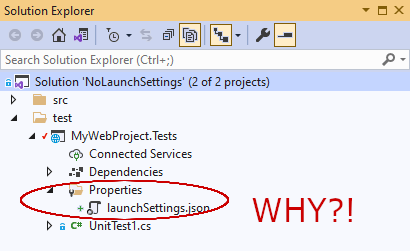 Solution Explorer
Search Solution Explorer (Ctrl+;)
Solution 'NoLaunchSettings' (2 of 2 projects)
src
test
MyWebProject.Tests
Connected Services
Dependencies
Properties
launchSettings.json
WHY?!
C# UnitTest1.cs